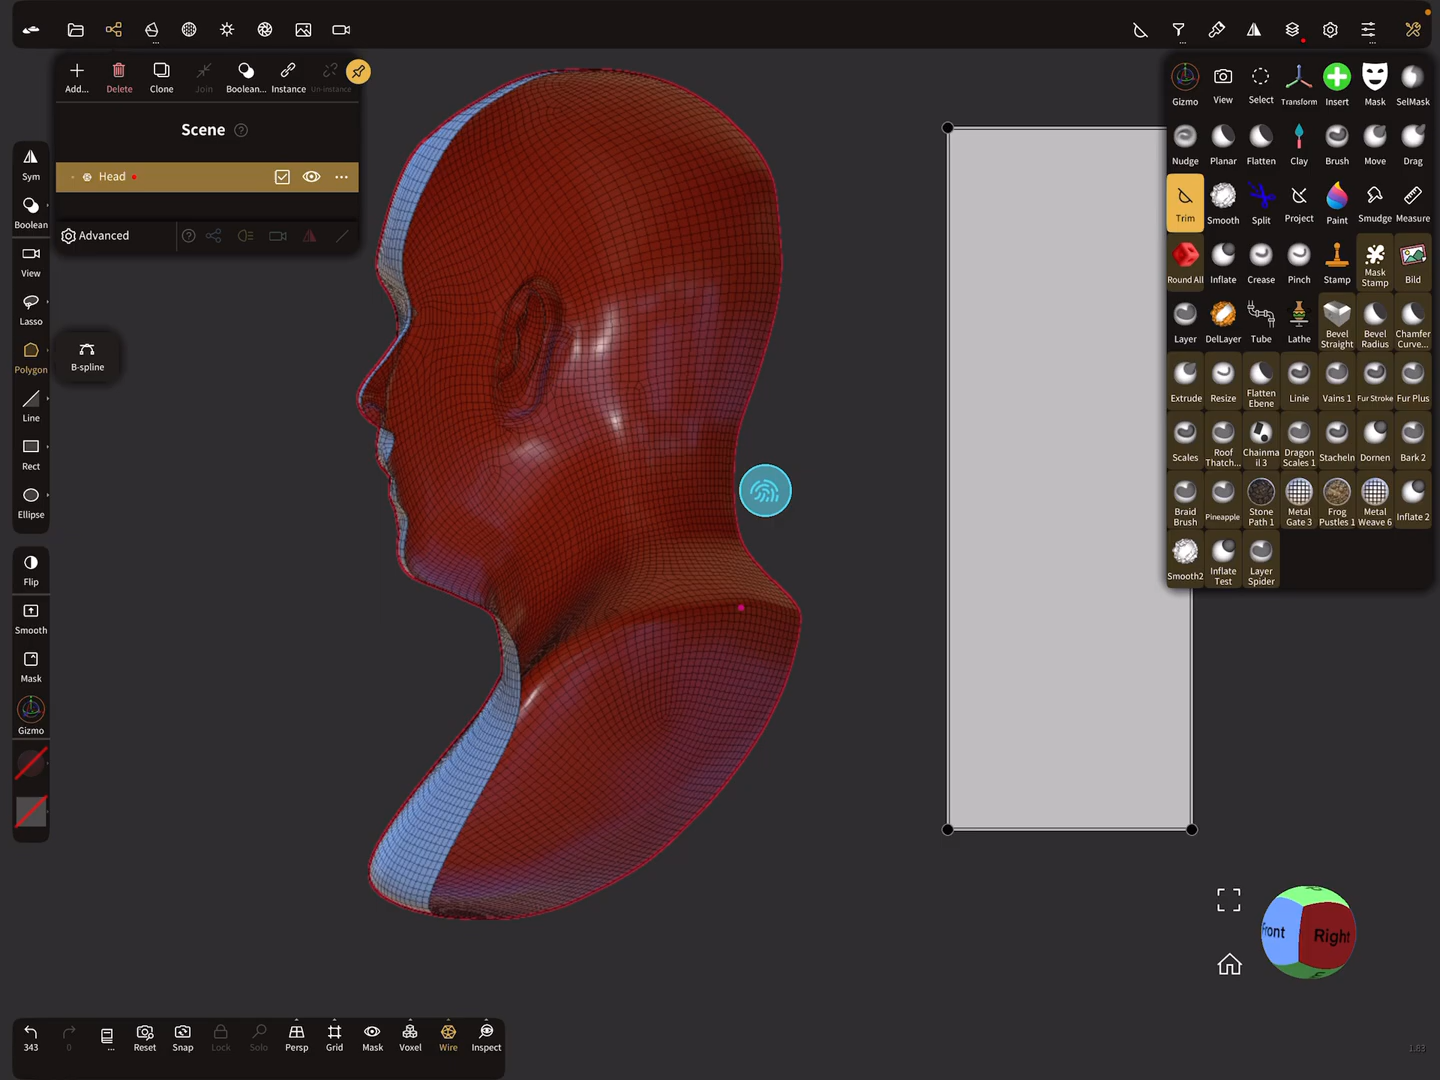 Add...
Delete
Clone
Join
Boolean...
Instance
Un-instance
Scene ?
Head
Advanced
?
Sym
Boolean
View
Lasso
Polygon
B-spline
Line
Rect
Ellipse
Flip
Smooth
Mask
Gizmo
Gizmo
View
Select
Transform
Insert
Mask
SelMask
Nudge
Planar
Flatten
Clay
Brush
Move
Drag
Trim
Smooth
Split
Project
Paint
Smudge
Measure
Round All
Inflate
Crease
Pinch
Stamp
Mask
Stamp
Bild
Layer
DelLayer
Tube
Lathe
Bevel
Straight
Bevel
Radius
Chamfer
Curve...
Extrude
Resize
Flatten
Ebene
Linie
Vains 1
Fur Stroke
Fur Plus
Scales
Roof
Thatch...
Chainma
il 3
Dragon
Scales 1
Stacheln
Dornen
Bark 2
Braid
Brush
Pineapple
Stone
Path 1
Metal
Gate 3
Frog
Pustles 1
Metal
Weave 6
Inflate 2
Smooth2
Inflate
Test
Layer
Spider
Front
Right
343
0
...
Reset
Snap
Lock
Solo
Persp
Grid
Mask
Voxel
Wire
Inspect
1.83